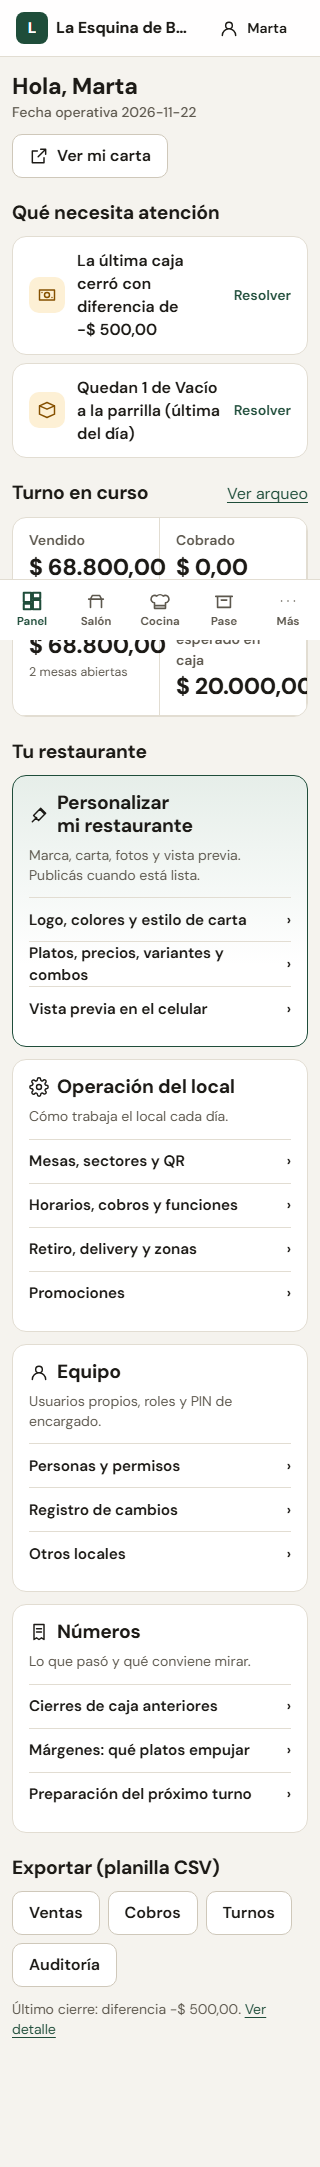 L La Esquina de B... Marta
Hola, Marta
Fecha operativa 2026-11-22
Ver mi carta
Qué necesita atención
La última caja
cerró con
diferencia de
-$ 500,00
Resolver
Quedan 1 de Vacío
a la parrilla (última
del día)
Resolver
Turno en curso Ver arqueo
Vendido Cobrado
$ 68.800,00 $ 0,00
Panel Salón Cocina Pase Más
$ 68.800,00
2 mesas abiertas
esperado en
caja
$ 20.000,00
Tu restaurante
Personalizar
mi restaurante
Marca, carta, fotos y vista previa.
Publicás cuando está lista.
Logo, colores y estilo de carta ›
Platos, precios, variantes y
combos ›
Vista previa en el celular ›
Operación del local
Cómo trabaja el local cada día.
Mesas, sectores y QR ›
Horarios, cobros y funciones ›
Retiro, delivery y zonas ›
Promociones ›
Equipo
Usuarios propios, roles y PIN de
encargado.
Personas y permisos ›
Registro de cambios ›
Otros locales ›
Números
Lo que pasó y qué conviene mirar.
Cierres de caja anteriores ›
Márgenes: qué platos empujar ›
Preparación del próximo turno ›
Exportar (planilla CSV)
Ventas Cobros Turnos
Auditoría
Último cierre: diferencia -$ 500,00. Ver
detalle